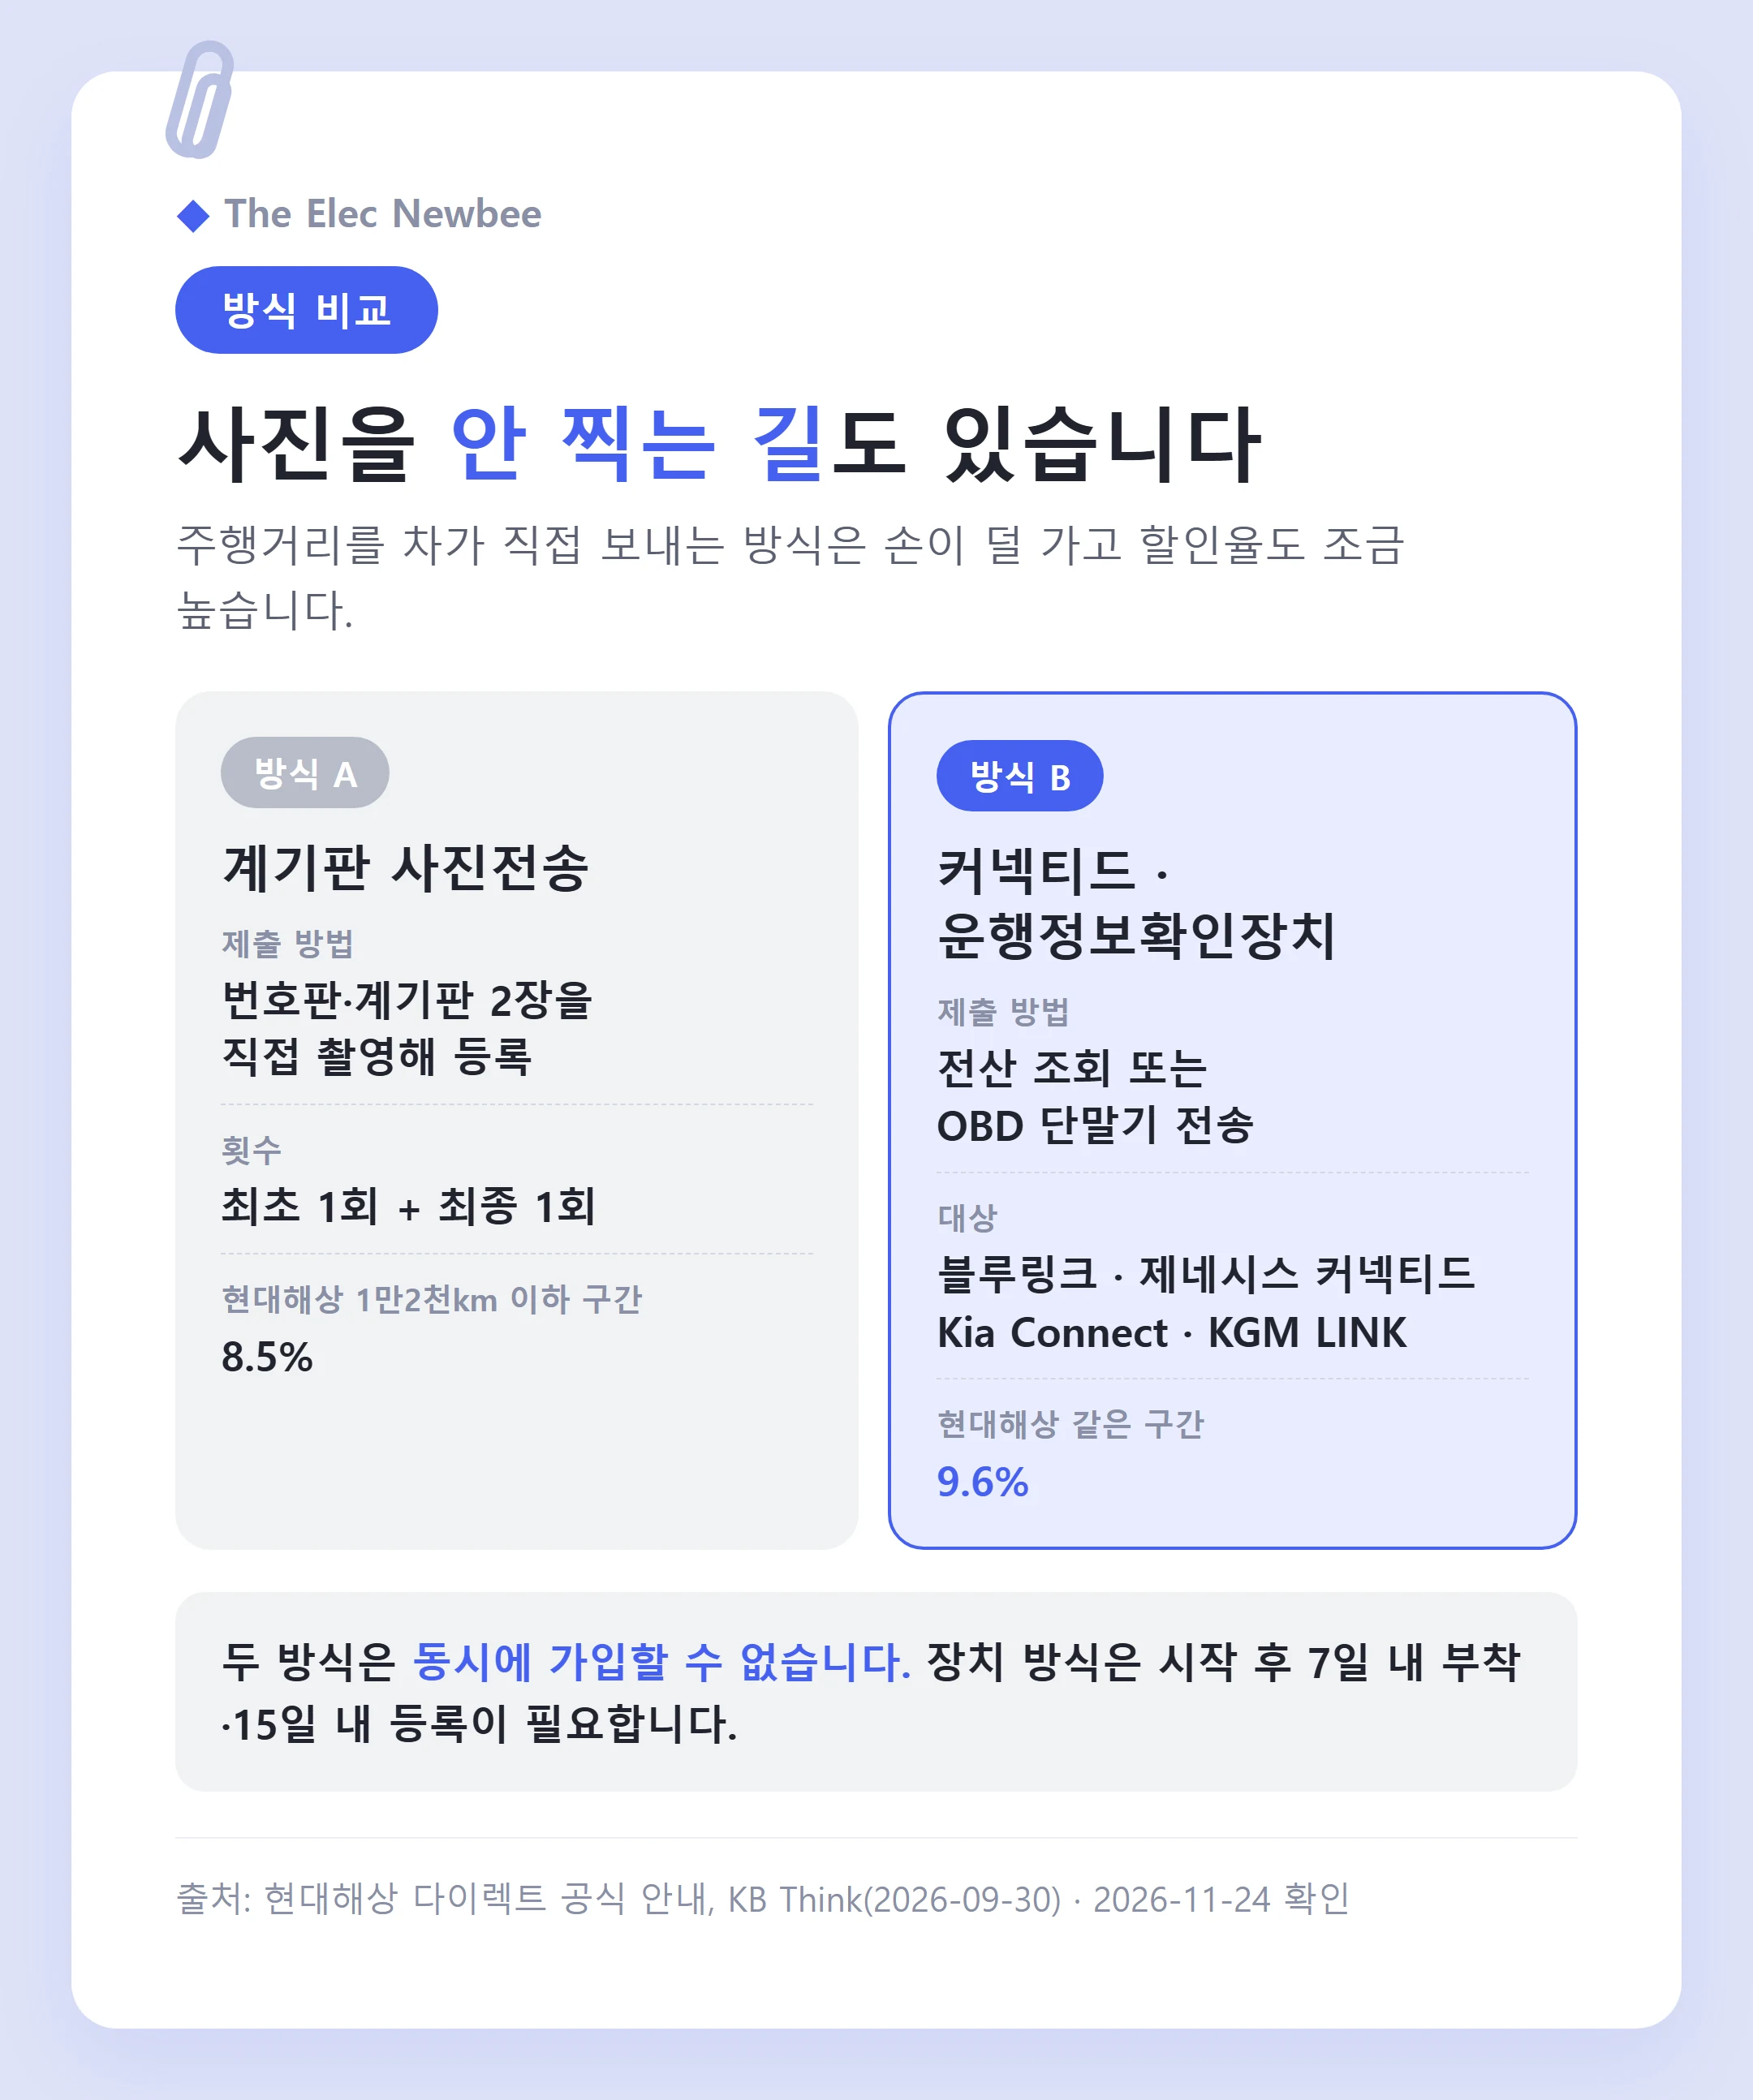 The Elec Newbee
방식 비교
사진을 안 찍는 길도 있습니다
주행거리를 차가 직접 보내는 방식은 손이 덜 가고 할인율도 조금
높습니다.
방식 A
계기판 사진전송
제출 방법
번호판·계기판 2장을
직접 촬영해 등록
횟수
최초 1회 + 최종 1회
현대해상 1만2천km 이하 구간
8.5%
방식 B
커넥티드 ·
운행정보확인장치
제출 방법
전산 조회 또는
OBD 단말기 전송
대상
블루링크 · 제네시스 커넥티드
Kia Connect · KGM LINK
현대해상 같은 구간
9.6%
두 방식은 동시에 가입할 수 없습니다. 장치 방식은 시작 후 7일 내 부착
·15일 내 등록이 필요합니다.
출처: 현대해상 다이렉트 공식 안내, KB Think(2026-09-30) · 2026-11-24 확인